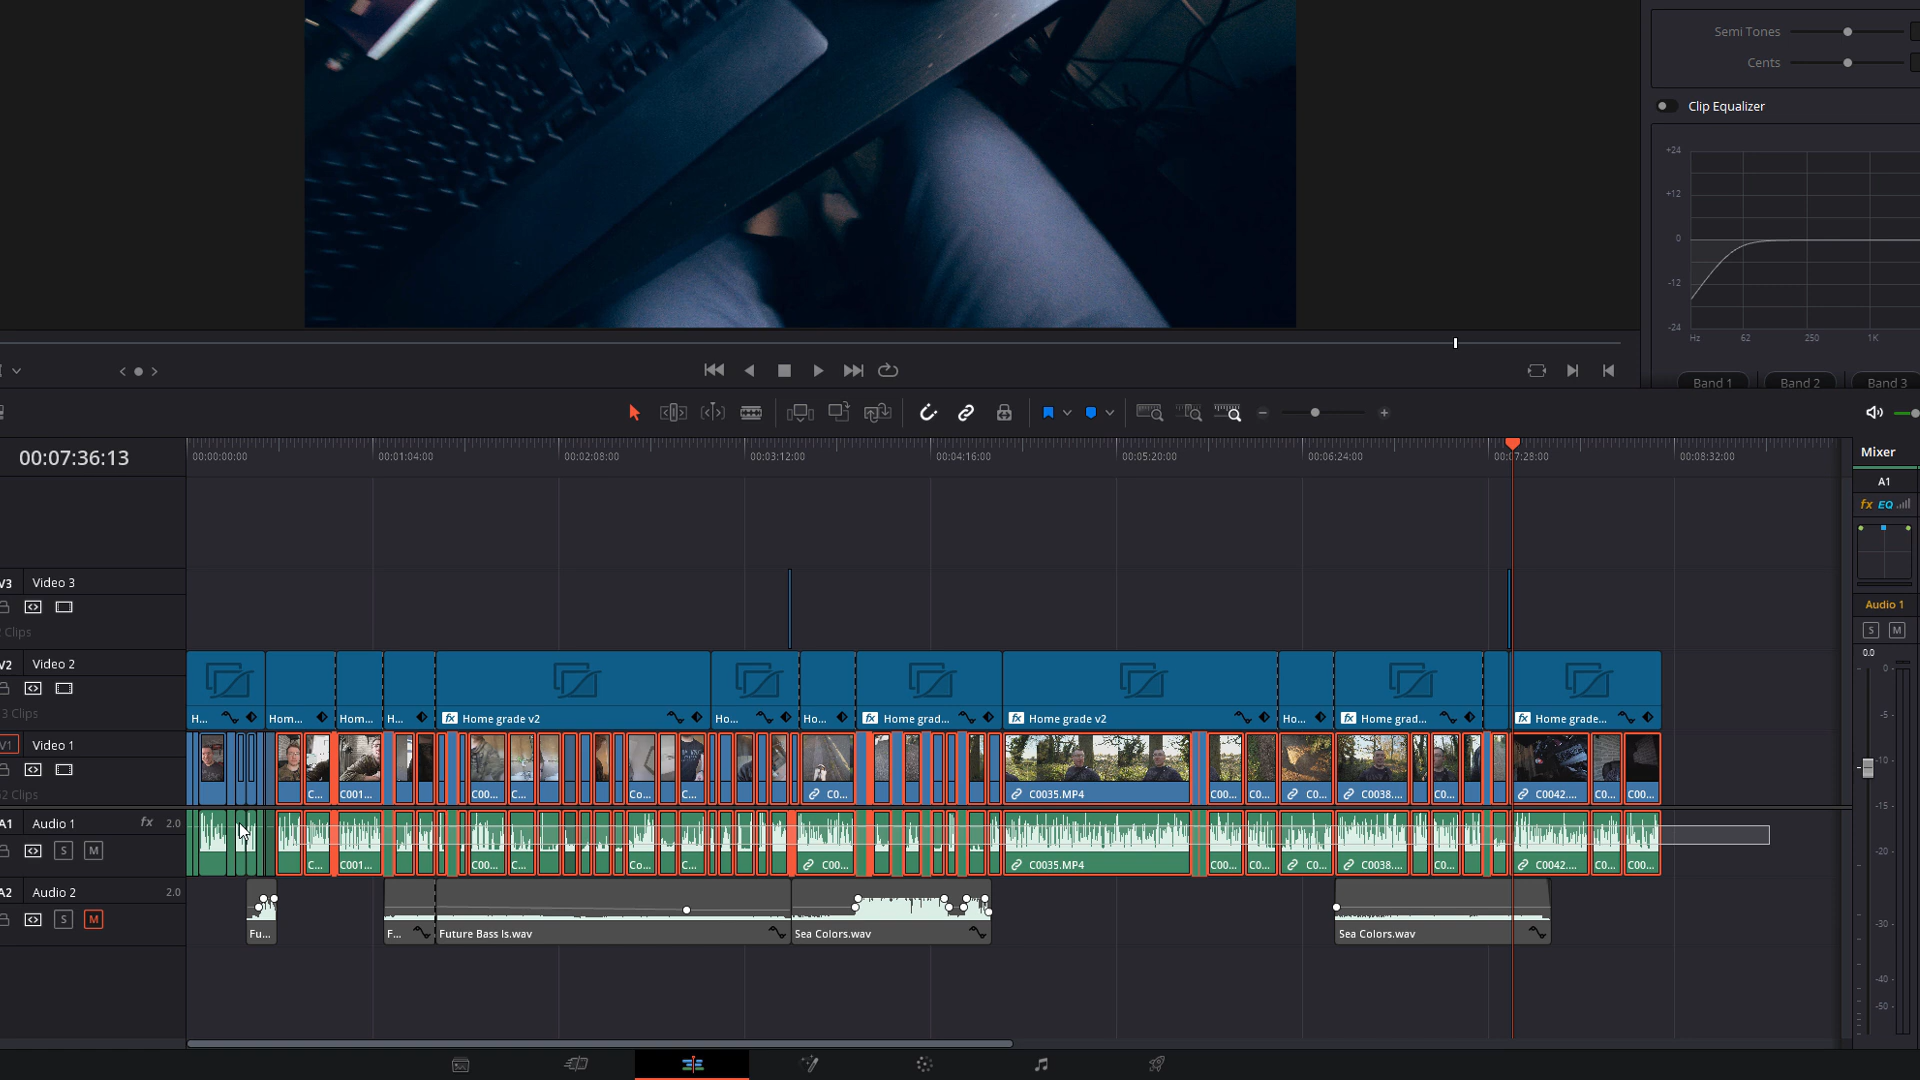 Semi Tones
Cents
Clip Equalizer
+24
+12
0
-12
-24
Hz 62 250 1K
Band 1 Band 2 Band 3
00:07:36:13
00:00:00:00 00:01:04:00 00:02:08:00 00:03:12:00 00:04:16:00 00:05:20:00 00:06:24:00 00:07:28:00 00:08:32:00
Mixer
A1
fx EQ
V3 Video 3
Clips
Audio 1
S M
0.0
V2 Video 2
3 Clips
H... Hom... Hom... H... fx Home grade v2 Ho... Ho... fx Home grad... fx Home grade v2 Ho... fx Home grad... fx Home grade...
V1 Video 1
2 Clips
C... C001... C00... C... Co... C... C0... C0035.MP4 C00... C0... C0... C0038.... C0... C0042.... C0... C00...
A1 Audio 1 fx 2.0
S M
C... C001... C00... C... Co... C... C00... C0035.MP4 C00... C0... C0... C0038.... C0... C0042.... C0... C00...
A2 Audio 2 2.0
S M
Fu... F... Future Bass ls.wav Sea Colors.wav Sea Colors.wav
0
-5
-10
-15
-20
-30
-40
-50